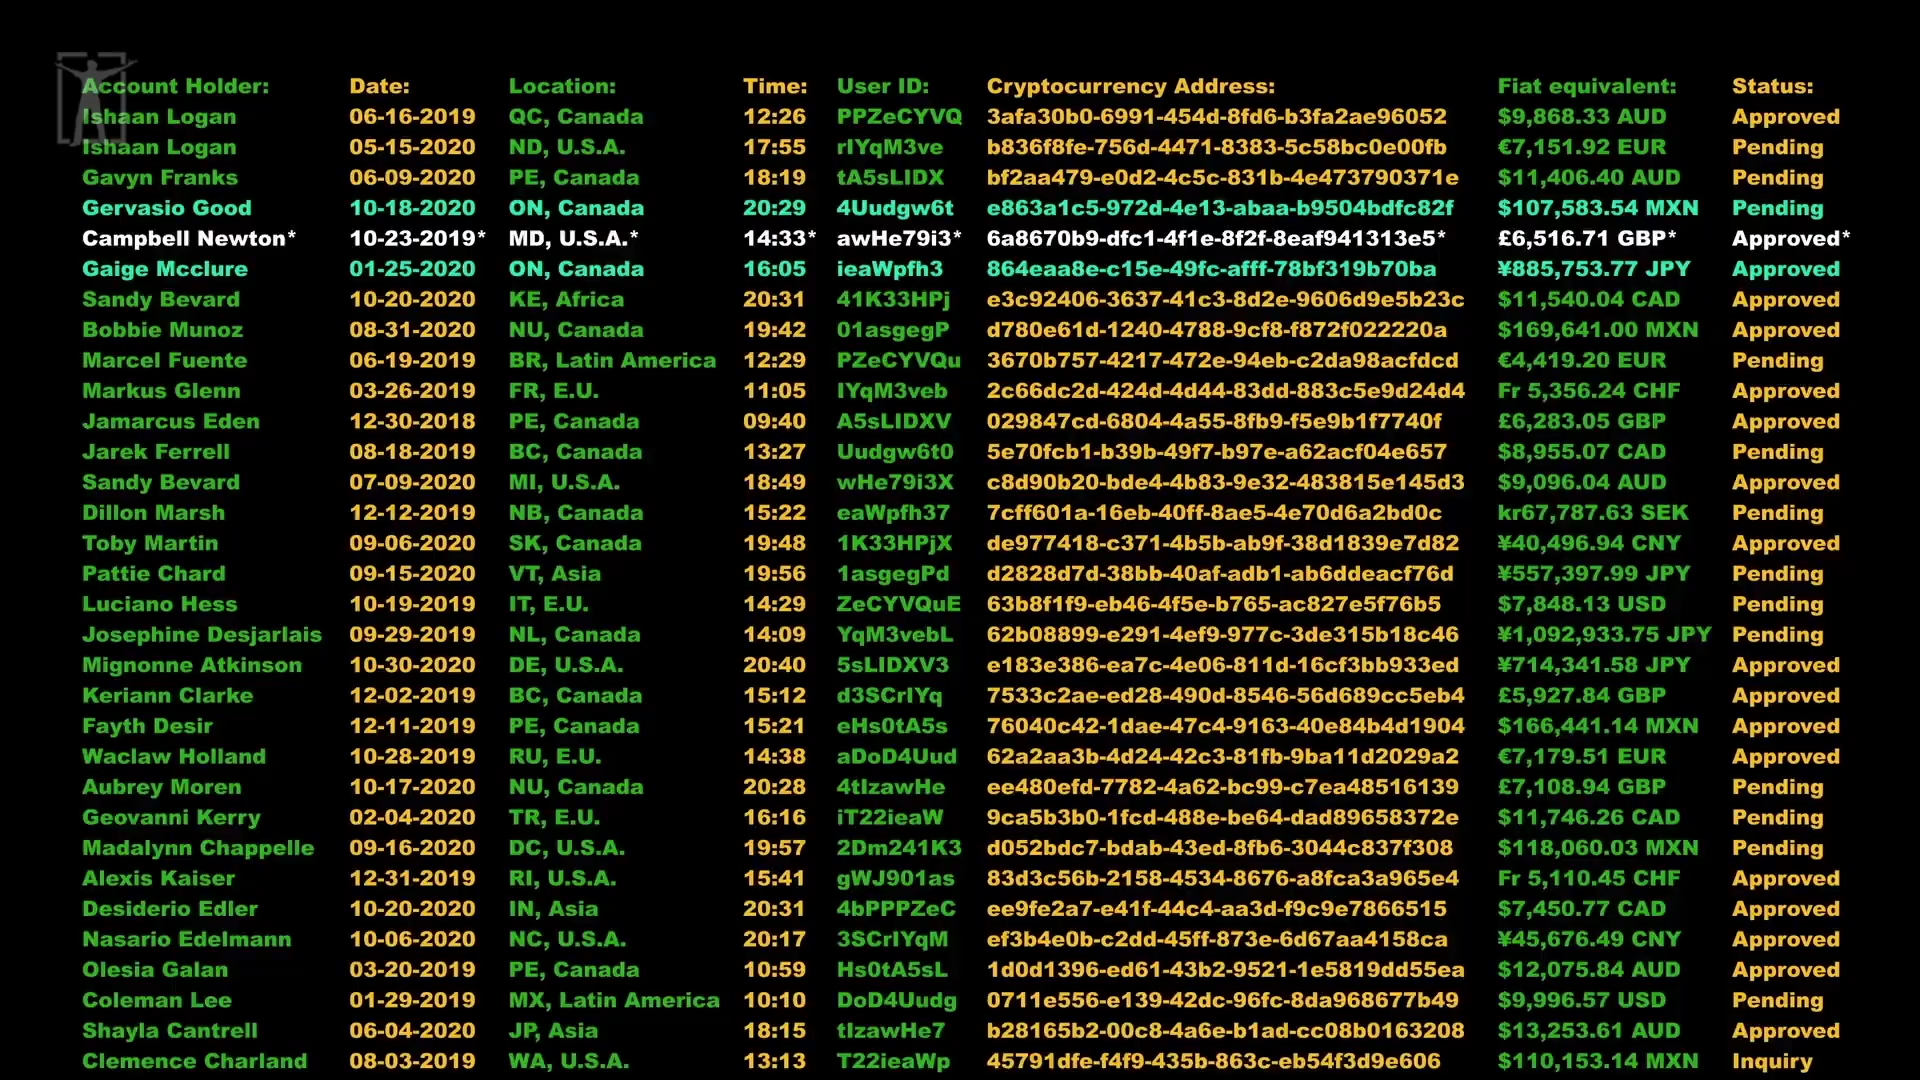 Account Holder: Date: Location: Time: User ID: Cryptocurrency Address: Fiat equivalent: Status:
Ishaan Logan 06-16-2019 QC, Canada 12:26 PPZeCYVQ 3afa30b0-6991-454d-8fd6-b3fa2ae96052 $9,868.33 AUD Approved
Ishaan Logan 05-15-2020 ND, U.S.A. 17:55 rIYqM3ve b836f8fe-756d-4471-8383-5c58bc0e00fb €7,151.92 EUR Pending
Gavyn Franks 06-09-2020 PE, Canada 18:19 tA5sLIDX bf2aa479-e0d2-4c5c-831b-4e473790371e $11,406.40 AUD Pending
Gervasio Good 10-18-2020 ON, Canada 20:29 4Uudgw6t e863a1c5-972d-4e13-abaa-b9504bdfc82f $107,583.54 MXN Pending
Campbell Newton* 10-23-2019* MD, U.S.A.* 14:33* awHe79i3* 6a8670b9-dfc1-4f1e-8f2f-8eaf941313e5* £6,516.71 GBP* Approved*
Gaige Mcclure 01-25-2020 ON, Canada 16:05 ieaWpfh3 864eaa8e-c15e-49fc-afff-78bf319b70ba ¥885,753.77 JPY Approved
Sandy Bevard 10-20-2020 KE, Africa 20:31 41K33HPj e3c92406-3637-41c3-8d2e-9606d9e5b23c $11,540.04 CAD Approved
Bobbie Munoz 08-31-2020 NU, Canada 19:42 01asgegP d780e61d-1240-4788-9cf8-f872f022220a $169,641.00 MXN Approved
Marcel Fuente 06-19-2019 BR, Latin America 12:29 PZeCYVQu 3670b757-4217-472e-94eb-c2da98acfdcd €4,419.20 EUR Pending
Markus Glenn 03-26-2019 FR, E.U. 11:05 IYqM3veb 2c66dc2d-424d-4d44-83dd-883c5e9d24d4 Fr 5,356.24 CHF Approved
Jamarcus Eden 12-30-2018 PE, Canada 09:40 A5sLIDXV 029847cd-6804-4a55-8fb9-f5e9b1f7740f £6,283.05 GBP Approved
Jarek Ferrell 08-18-2019 BC, Canada 13:27 Uudgw6t0 5e70fcb1-b39b-49f7-b97e-a62acf04e657 $8,955.07 CAD Pending
Sandy Bevard 07-09-2020 MI, U.S.A. 18:49 wHe79i3X c8d90b20-bde4-4b83-9e32-483815e145d3 $9,096.04 AUD Approved
Dillon Marsh 12-12-2019 NB, Canada 15:22 eaWpfh37 7cff601a-16eb-40ff-8ae5-4e70d6a2bd0c kr67,787.63 SEK Pending
Toby Martin 09-06-2020 SK, Canada 19:48 1K33HPjX de977418-c371-4b5b-ab9f-38d1839e7d82 ¥40,496.94 CNY Approved
Pattie Chard 09-15-2020 VT, Asia 19:56 1asgegPd d2828d7d-38bb-40af-adb1-ab6ddeacf76d ¥557,397.99 JPY Pending
Luciano Hess 10-19-2019 IT, E.U. 14:29 ZeCYVQuE 63b8f1f9-eb46-4f5e-b765-ac827e5f76b5 $7,848.13 USD Pending
Josephine Desjarlais 09-29-2019 NL, Canada 14:09 YqM3vebL 62b08899-e291-4ef9-977c-3de315b18c46 ¥1,092,933.75 JPY Pending
Mignonne Atkinson 10-30-2020 DE, U.S.A. 20:40 5sLIDXV3 e183e386-ea7c-4e06-811d-16cf3bb933ed ¥714,341.58 JPY Approved
Keriann Clarke 12-02-2019 BC, Canada 15:12 d3SCrIYq 7533c2ae-ed28-490d-8546-56d689cc5eb4 £5,927.84 GBP Approved
Fayth Desir 12-11-2019 PE, Canada 15:21 eHs0tA5s 76040c42-1dae-47c4-9163-40e84b4d1904 $166,441.14 MXN Approved
Waclaw Holland 10-28-2019 RU, E.U. 14:38 aDoD4Uud 62a2aa3b-4d24-42c3-81fb-9ba11d2029a2 €7,179.51 EUR Approved
Aubrey Moren 10-17-2020 NU, Canada 20:28 4tIzawHe ee480efd-7782-4a62-bc99-c7ea48516139 £7,108.94 GBP Pending
Geovanni Kerry 02-04-2020 TR, E.U. 16:16 iT22ieaW 9ca5b3b0-1fcd-488e-be64-dad89658372e $11,746.26 CAD Pending
Madalynn Chappelle 09-16-2020 DC, U.S.A. 19:57 2Dm241K3 d052bdc7-bdab-43ed-8fb6-3044c837f308 $118,060.03 MXN Pending
Alexis Kaiser 12-31-2019 RI, U.S.A. 15:41 gWJ901as 83d3c56b-2158-4534-8676-a8fca3a965e4 Fr 5,110.45 CHF Approved
Desiderio Edler 10-20-2020 IN, Asia 20:31 4bPPPZeC ee9fe2a7-e41f-44c4-aa3d-f9c9e7866515 $7,450.77 CAD Approved
Nasario Edelmann 10-06-2020 NC, U.S.A. 20:17 3SCrIYqM ef3b4e0b-c2dd-45ff-873e-6d67aa4158ca ¥45,676.49 CNY Approved
Olesia Galan 03-20-2019 PE, Canada 10:59 Hs0tA5sL 1d0d1396-ed61-43b2-9521-1e5819dd55ea $12,075.84 AUD Approved
Coleman Lee 01-29-2019 MX, Latin America 10:10 DoD4Uudg 0711e556-e139-42dc-96fc-8da968677b49 $9,996.57 USD Pending
Shayla Cantrell 06-04-2020 JP, Asia 18:15 tIzawHe7 b28165b2-00c8-4a6e-b1ad-cc08b0163208 $13,253.61 AUD Approved
Clemence Charland 08-03-2019 WA, U.S.A. 13:13 T22ieaWp 45791dfe-f4f9-435b-863c-eb54f3d9e606 $110,153.14 MXN Inquiry